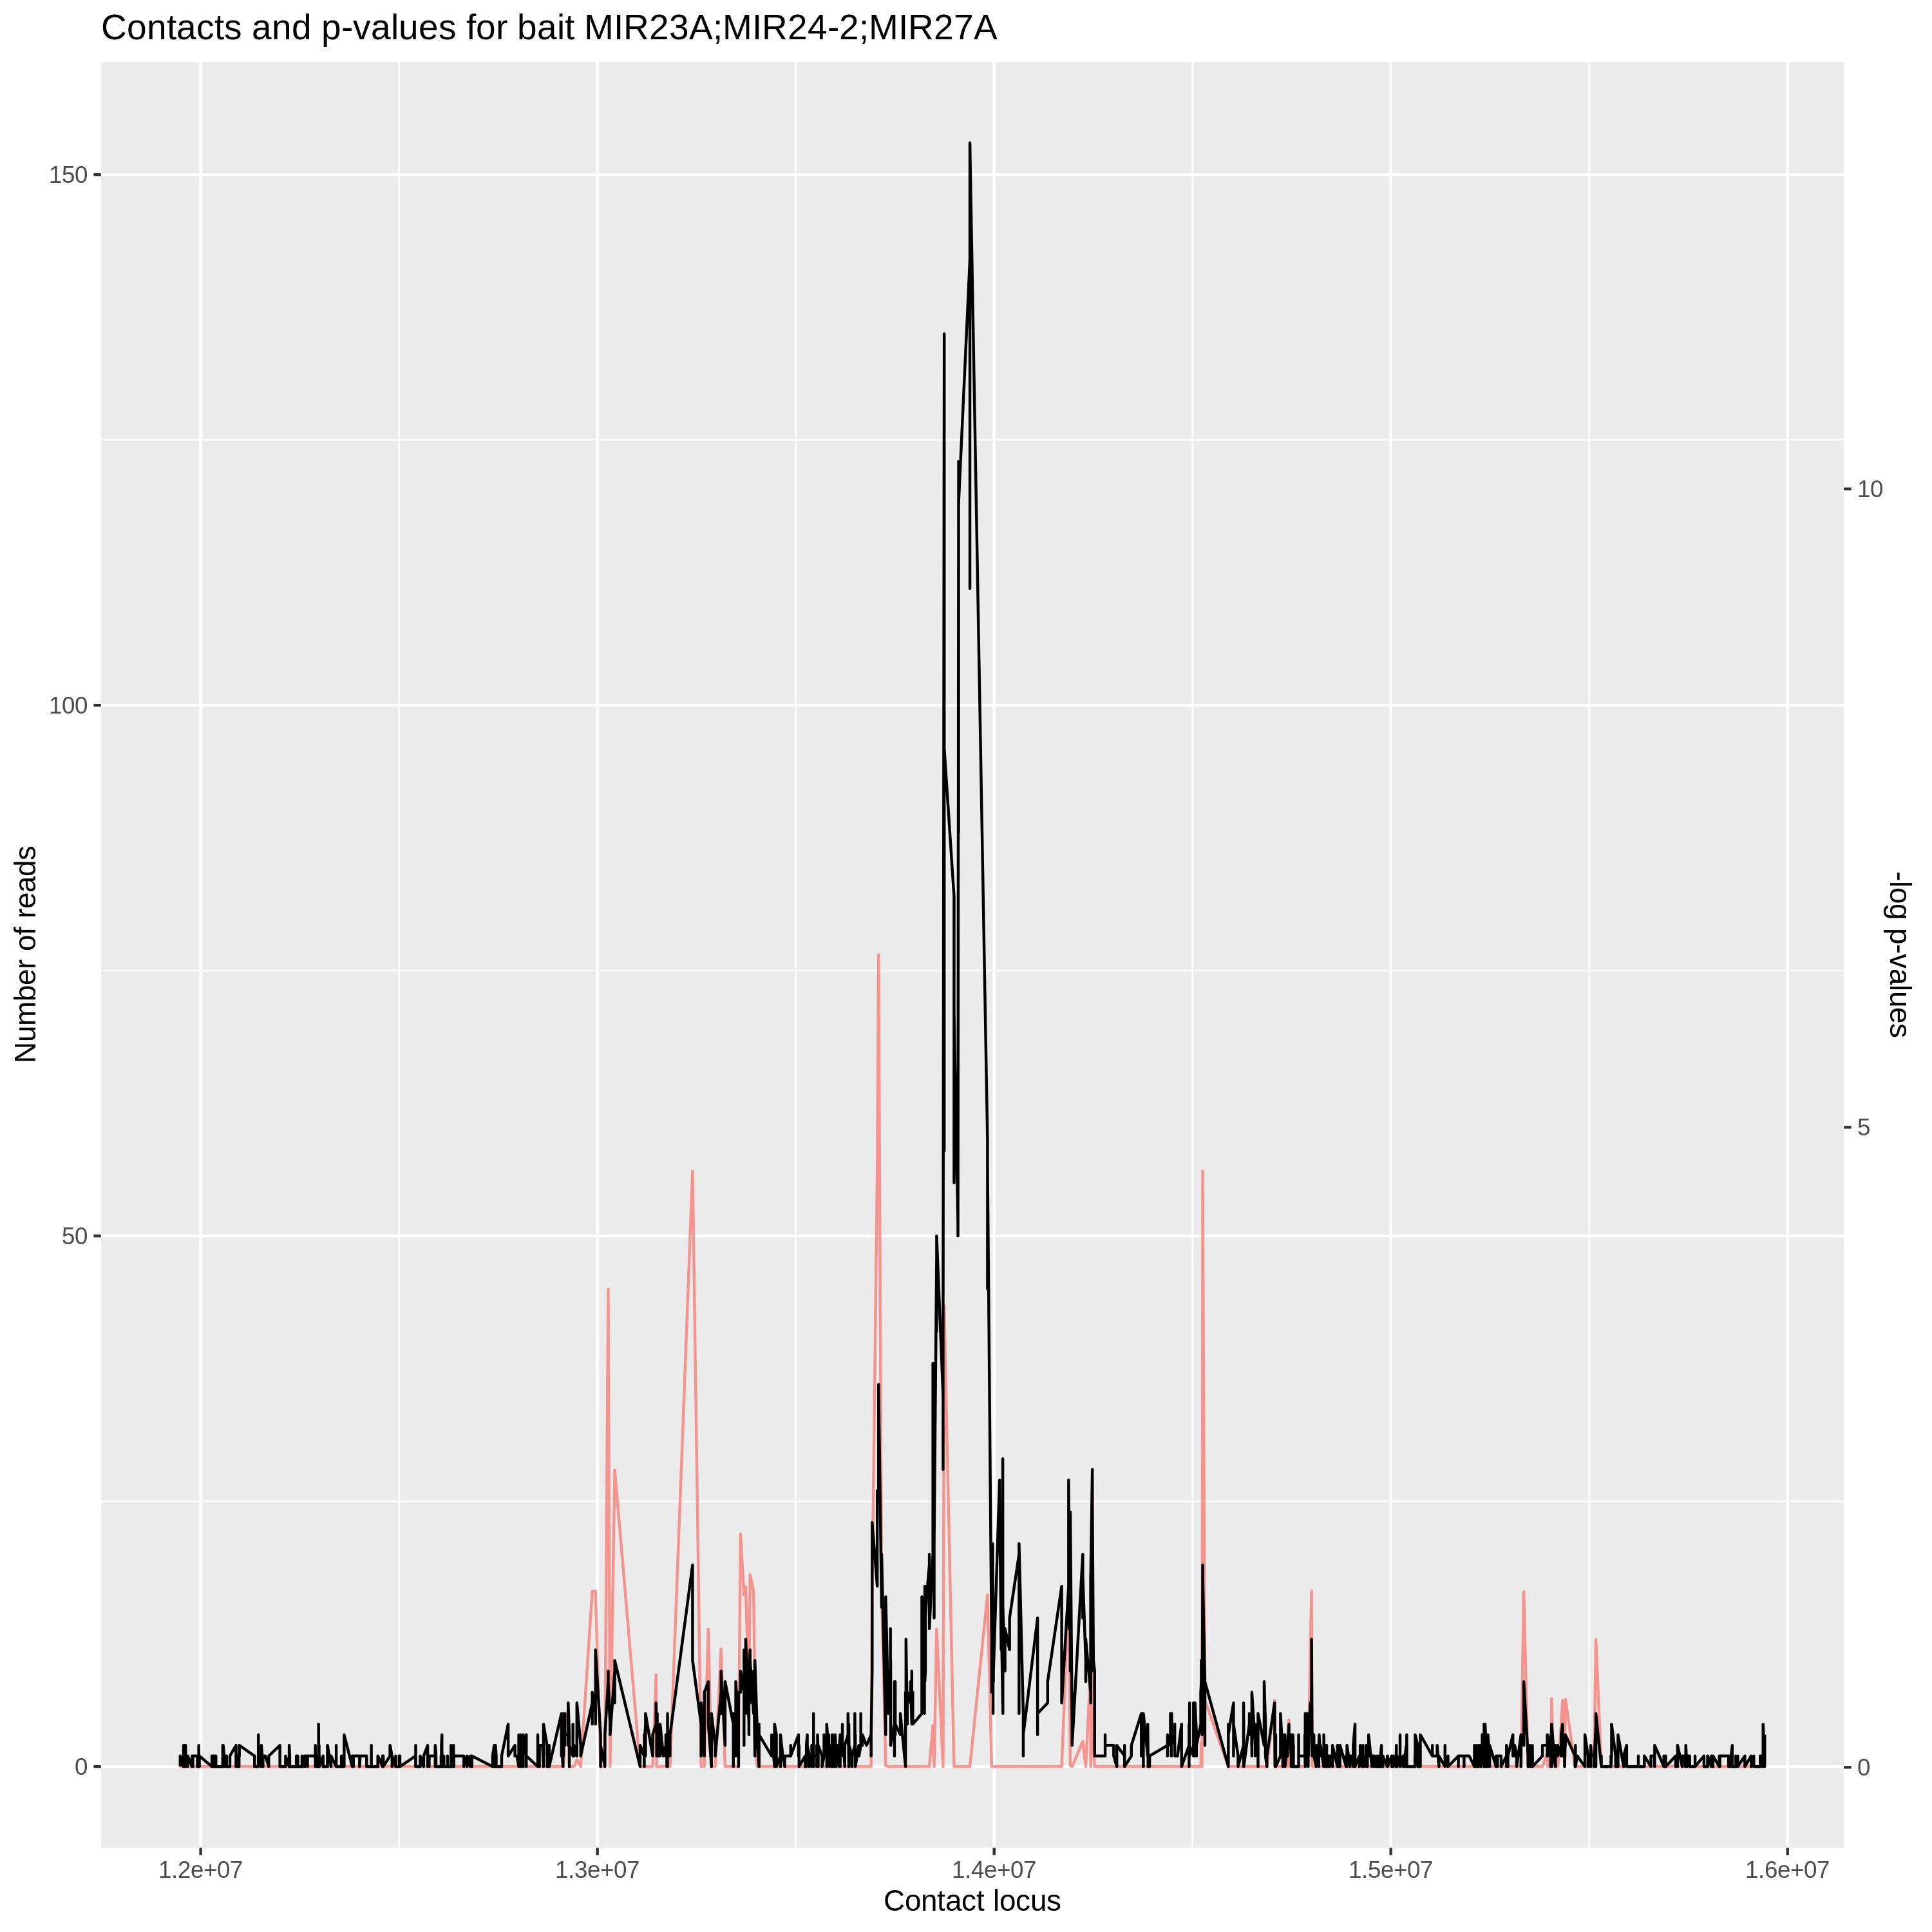 Contacts and p-values for bait MIR23A;MIR24-2;MIR27A
150
100
50
0
Number of reads
10
5
0
-log p-values
1.2e+07
1.3e+07
1.4e+07
1.5e+07
1.6e+07
Contact locus